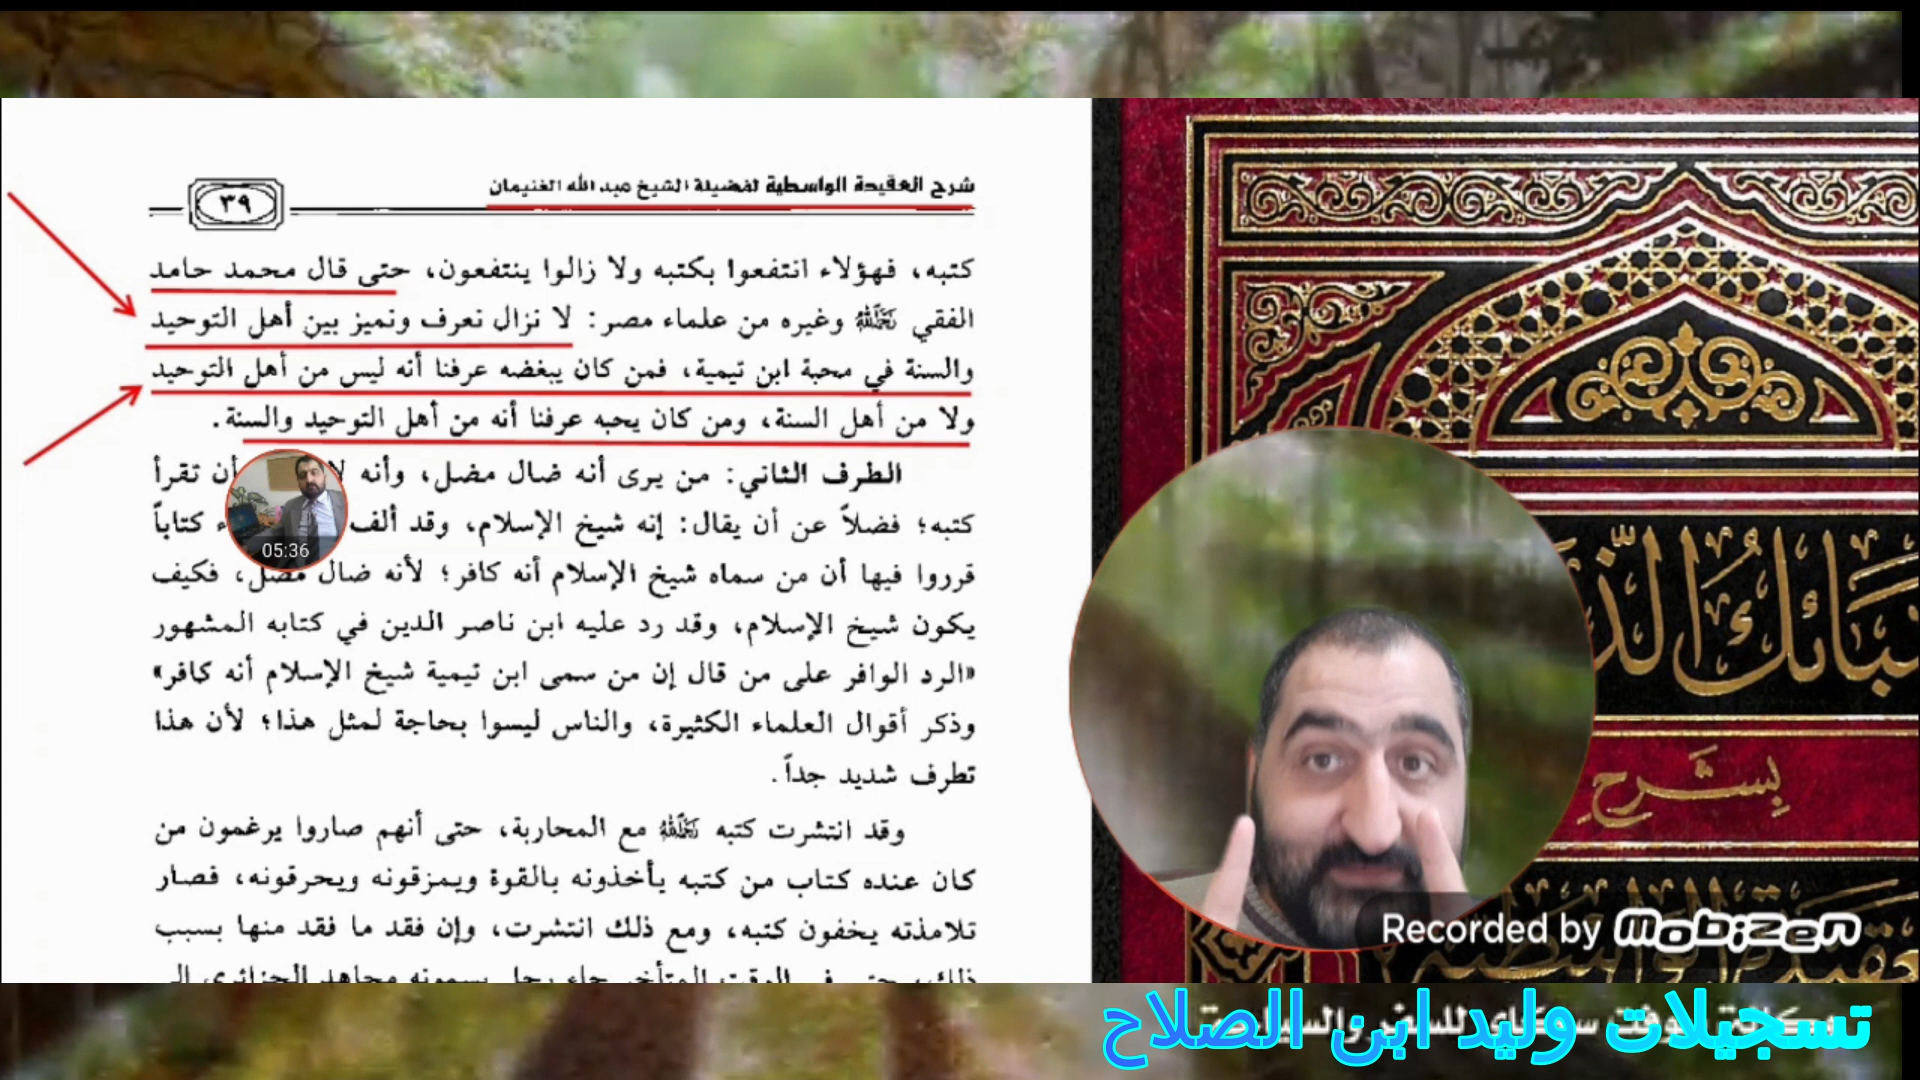 شرح العقيدة الواسطية لفضيلة الشيخ عبد الله الغنيمان
٣٩
كتبه، فهؤلاء انتفعوا بكتبه ولا زالوا ينتفعون، حتى قال محمد حامد
الفقي رحمه الله وغيره من علماء مصر: لا نزال نعرف ونميز بين أهل التوحيد
والسنة في محبة ابن تيمية، فمن كان يبغضه عرفنا أنه ليس من أهل التوحيد
ولا من أهل السنة، ومن كان يحبه عرفنا أنه من أهل التوحيد والسنة.
الطرف الثاني: من يرى أنه ضال مضل، وأنه أن تقرأ
كتبه؛ فضلاً عن أن يقال: إنه شيخ الإسلام، وقد ألف كتاباً
قرروا فيها أن من سماه شيخ الإسلام أنه كافر؛ لأنه ضال مضل، فكيف
يكون شيخ الإسلام، وقد رد عليه ابن ناصر الدين في كتابه المشهور
«الرد الوافر على من قال إن من سمى ابن تيمية شيخ الإسلام أنه كافر»
وذكر أقوال العلماء الكثيرة، والناس ليسوا بحاجة لمثل هذا؛ لأن هذا
تطرف شديد جداً.
وقد انتشرت كتبه رحمه الله مع المحاربة، حتى أنهم صاروا يرغمون من
كان عنده كتاب من كتبه يأخذونه بالقوة ويمزقونه ويحرقونه، فصار
تلامذته يخفون كتبه، ومع ذلك انتشرت، وإن فقد ما فقد منها بسبب
05:36
بِشَرحِ
Recorded by Mobizen
تسجيلات وليد ابن الصلاح